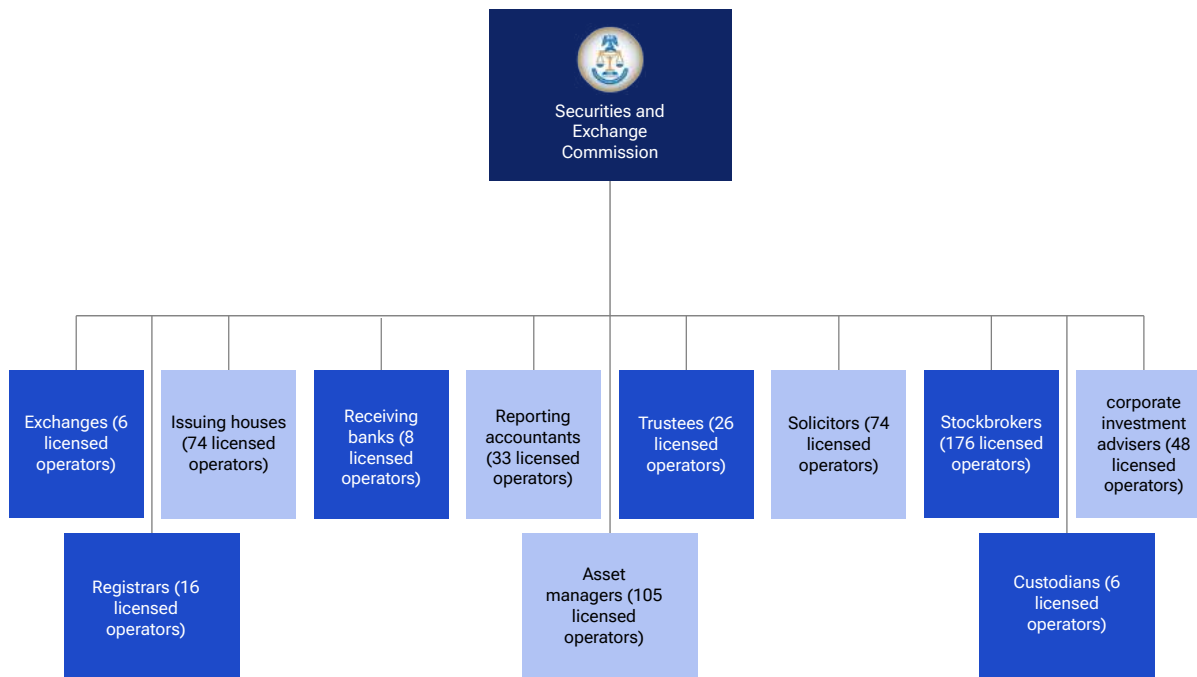 Securities and
Exchange
Commission
Exchanges (6
licensed
operators)
Issuing houses
(74 licensed
operators)
Receiving
banks (8
licensed
operators)
Reporting
accountants
(33 licensed
operators)
Trustees (26
licensed
operators)
Solicitors (74
licensed
operators)
Stockbrokers
(176 licensed
operators)
corporate
investment
advisers (48
licensed
operators)
Registrars (16
licensed
operators)
Asset
managers (105
licensed
operators)
Custodians (6
licensed
operators)